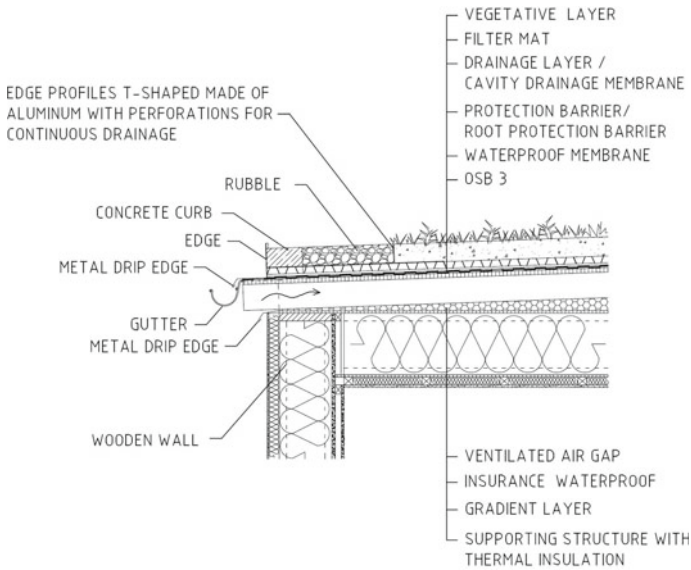 VEGETATIVE LAYER
FILTER MAT
DRAINAGE LAYER /
CAVITY DRAINAGE MEMBRANE
PROTECTION BARRIER/
ROOT PROTECTION BARRIER
WATERPROOF MEMBRANE
OSB 3
EDGE PROFILES T-SHAPED MADE OF
ALUMINUM WITH PERFORATIONS FOR
CONTINUOUS DRAINAGE
RUBBLE
CONCRETE CURB
EDGE
METAL DRIP EDGE
GUTTER
METAL DRIP EDGE
WOODEN WALL
VENTILATED AIR GAP
INSURANCE WATERPROOF
GRADIENT LAYER
SUPPORTING STRUCTURE WITH
THERMAL INSULATION